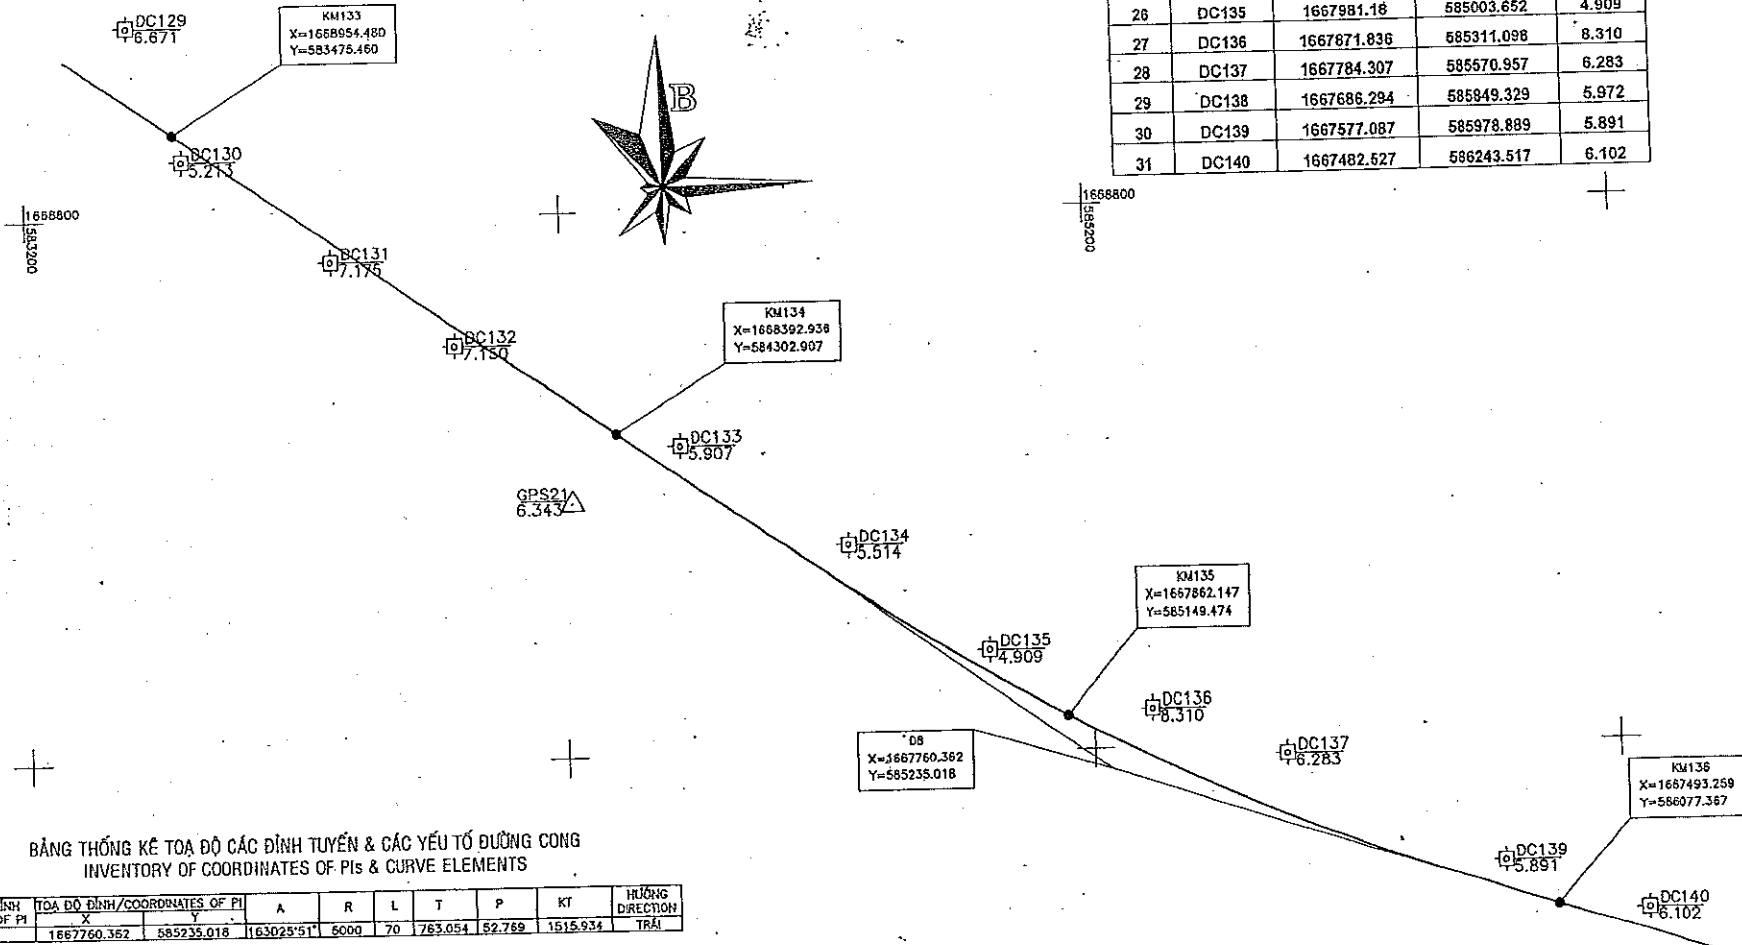 DC129
6.671
KM133
X=1668954.480
Y=583475.460
26 DC135 1667981.16 585003.652 4.909
27 DC136 1667871.836 585311.098 8.310
28 DC137 1667784.307 585570.957 6.283
29 DC138 1667686.294 585849.329 5.972
30 DC139 1667577.087 585978.889 5.891
31 DC140 1667482.527 586243.517 6.102
B
DC130
5.213
1668800
583200
1668800
585200
DC131
7.175
KM134
X=1668392.936
Y=584302.907
DC132
7.150
DC133
5.907
GPS21
6.343
DC134
5.514
KM135
X=1667862.147
Y=585149.474
DC135
4.909
DC136
8.310
D8
X=1667760.362
Y=585235.018
DC137
6.283
KM136
X=1667493.259
Y=586077.367
DC139
5.891
DC140
6.102
BẢNG THỐNG KÊ TOẠ ĐỘ CÁC ĐỈNH TUYẾN & CÁC YẾU TỐ ĐƯỜNG CONG
INVENTORY OF COORDINATES OF PIs & CURVE ELEMENTS
TOẠ ĐỘ ĐỈNH/COORDINATES OF PI A R L T P KT HƯỚNG
OF PI X Y DIRECTION
1667760.362 585235.018 163025'51" 5000 70 763.054 52.769 1515.934 TRÁI